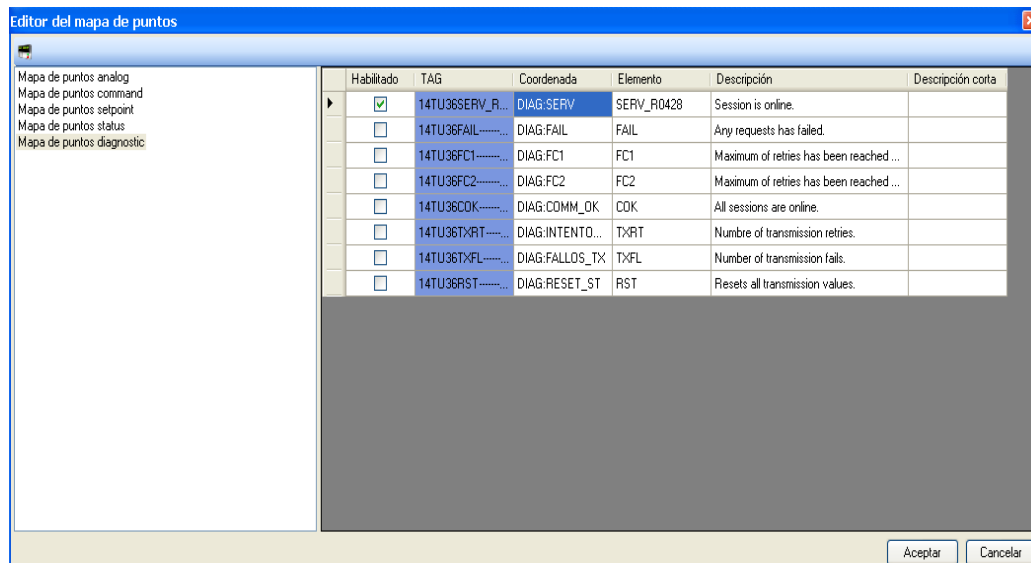 Editor del mapa de puntos
Mapa de puntos analog
Mapa de puntos command
Mapa de puntos setpoint
Mapa de puntos status
Mapa de puntos diagnostic
Habilitado TAG Coordenada Elemento Descripción Descripción corta
14TU36SERV_R... DIAG:SERV SERV_R0428 Session is online.
14TU36FAIL-------... DIAG:FAIL FAIL Any requests has failed.
14TU36FC1--------... DIAG:FC1 FC1 Maximum of retries has been reached ...
14TU36FC2--------... DIAG:FC2 FC2 Maximum of retries has been reached ...
14TU36COK-------... DIAG:COMM_OK COK All sessions are online.
14TU36TXRT-----... DIAG:INTENTO... TXRT Numbre of transmission retries.
14TU36TXFL------... DIAG:FALLOS_TX TXFL Number of transmission fails.
14TU36RST-------... DIAG:RESET_ST RST Resets all transmission values.
Aceptar Cancelar